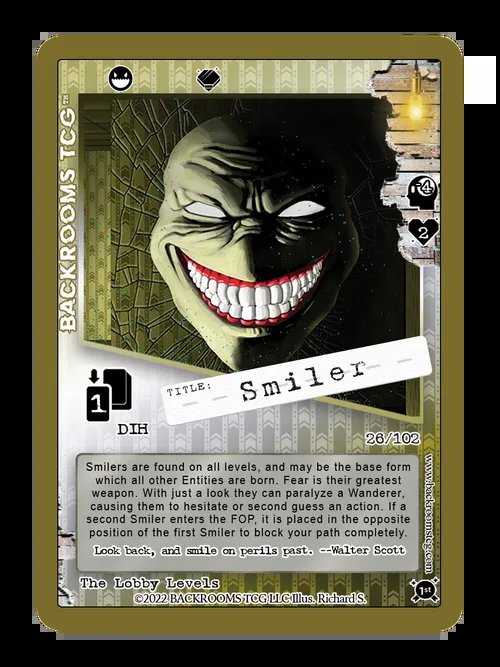 BACKROOMS TCG™
4
2
TITLE: Smiler
1
DIH
26/102
Smilers are found on all levels, and may be the base form
which all other Entities are born. Fear is their greatest
weapon. With just a look they can paralyze a Wanderer,
causing them to hesitate or second guess an action. If a
second Smiler enters the FOP, it is placed in the opposite
position of the first Smiler to block your path completely.
Look back, and smile on perils past. --Walter Scott
www.backroomstcg.com
The Lobby Levels
©2022 BACKROOMS TCG LLC Illus. Richard S.
1st